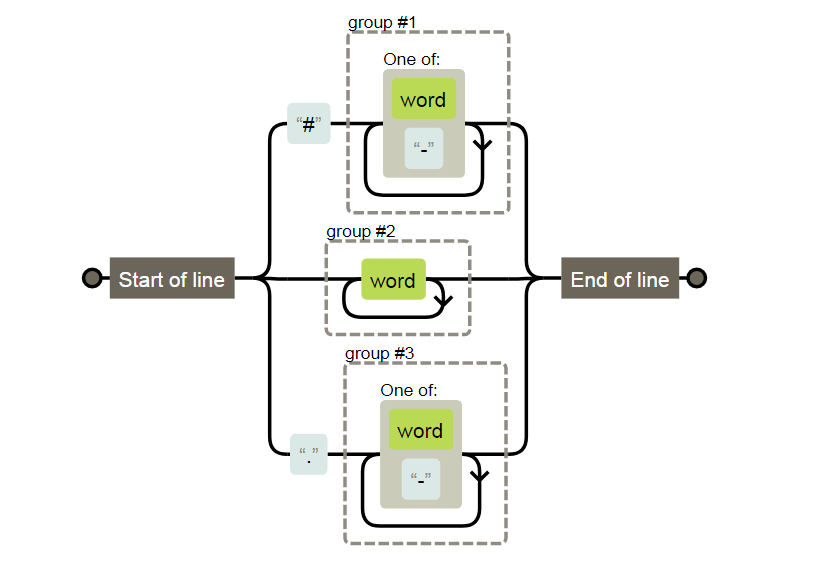 group #1
One of:
word
“#”
“-”
group #2
Start of line
word
End of line
group #3
One of:
word
“.”
“-”